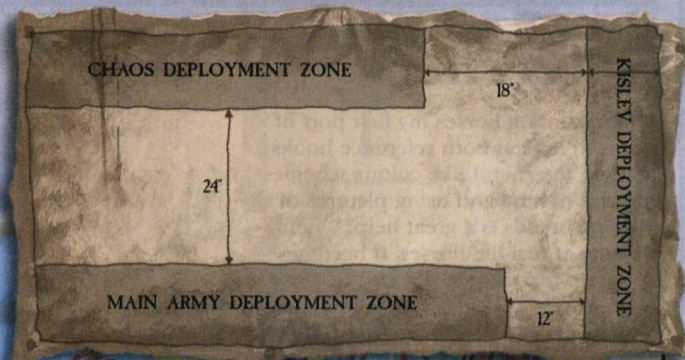 CHAOS DEPLOYMENT ZONE
18"
KISLEV DEPLOYMENT ZONE
24"
MAIN ARMY DEPLOYMENT ZONE
12"